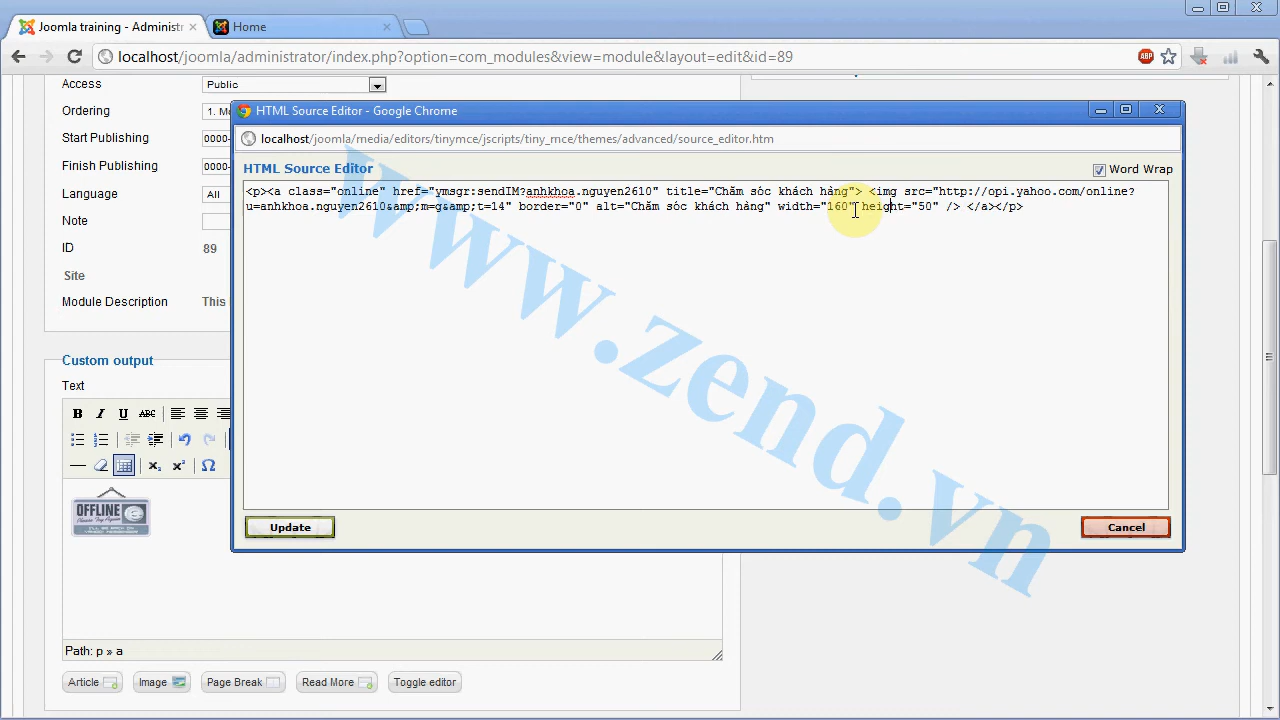 Joomla training - Administr
Home
localhost/joomla/administrator/index.php?option=com_modules&view=module&layout=edit&id=89
ABP
Access
Public
Ordering
Start Publishing
0000-
Finish Publishing
0000-
Language
All
Note
ID
89
Site
Module Description
This
HTML Source Editor - Google Chrome
localhost/joomla/media/editors/tinymce/jscripts/tiny_mce/themes/advanced/source_editor.htm
HTML Source Editor
Word Wrap
<p><a class="online" href="ymsgr:sendIM?anhkhoa.nguyen2610" title="Chăm sóc khách hàng"> <img src="http://opi.yahoo.com/online?
u=anhkhoa.nguyen2610&amp;m=g&amp;t=14" border="0" alt="Chăm sóc khách hàng" width="160" height="50" /> </a></p>
Update
Cancel
www.zend.vn
Custom output
Text
B I U ABC
OFFLINE
Path: p » a
Article
Image
Page Break
Read More
Toggle editor